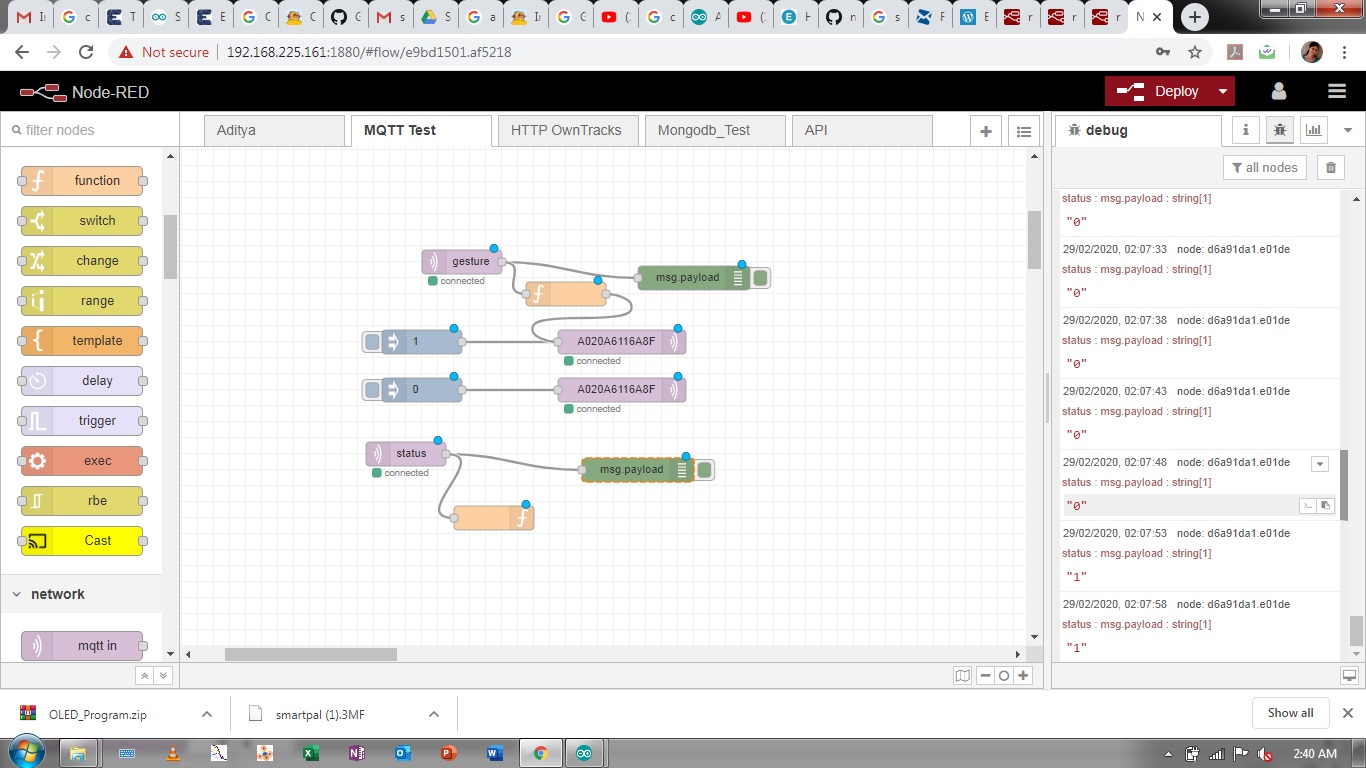 In
G c
E T
S
E E
G C
C
G
M s
S
G a
In
G G
(
G c
A
(
E H
n
G s
F
E
r
r
r
N
Not secure 192.168.225.161:1880/#flow/e9bd1501.af5218
Node-RED
Deploy
filter nodes
Aditya
MQTT Test
HTTP OwnTracks
Mongodb_Test
API
debug
all nodes
function
switch
change
range
template
delay
trigger
exec
rbe
Cast
network
mqtt in
gesture
connected
msg.payload
1
A020A6116A8F
connected
0
A020A6116A8F
connected
status
connected
msg.payload
status : msg.payload : string[1]
"0"
29/02/2020, 02:07:33 node: d6a91da1.e01de
status : msg.payload : string[1]
"0"
29/02/2020, 02:07:38 node: d6a91da1.e01de
status : msg.payload : string[1]
"0"
29/02/2020, 02:07:43 node: d6a91da1.e01de
status : msg.payload : string[1]
"0"
29/02/2020, 02:07:48 node: d6a91da1.e01de
status : msg.payload : string[1]
"0"
29/02/2020, 02:07:53 node: d6a91da1.e01de
status : msg.payload : string[1]
"1"
29/02/2020, 02:07:58 node: d6a91da1.e01de
status : msg.payload : string[1]
"1"
OLED_Program.zip
smartpal (1).3MF
Show all
2:40 AM